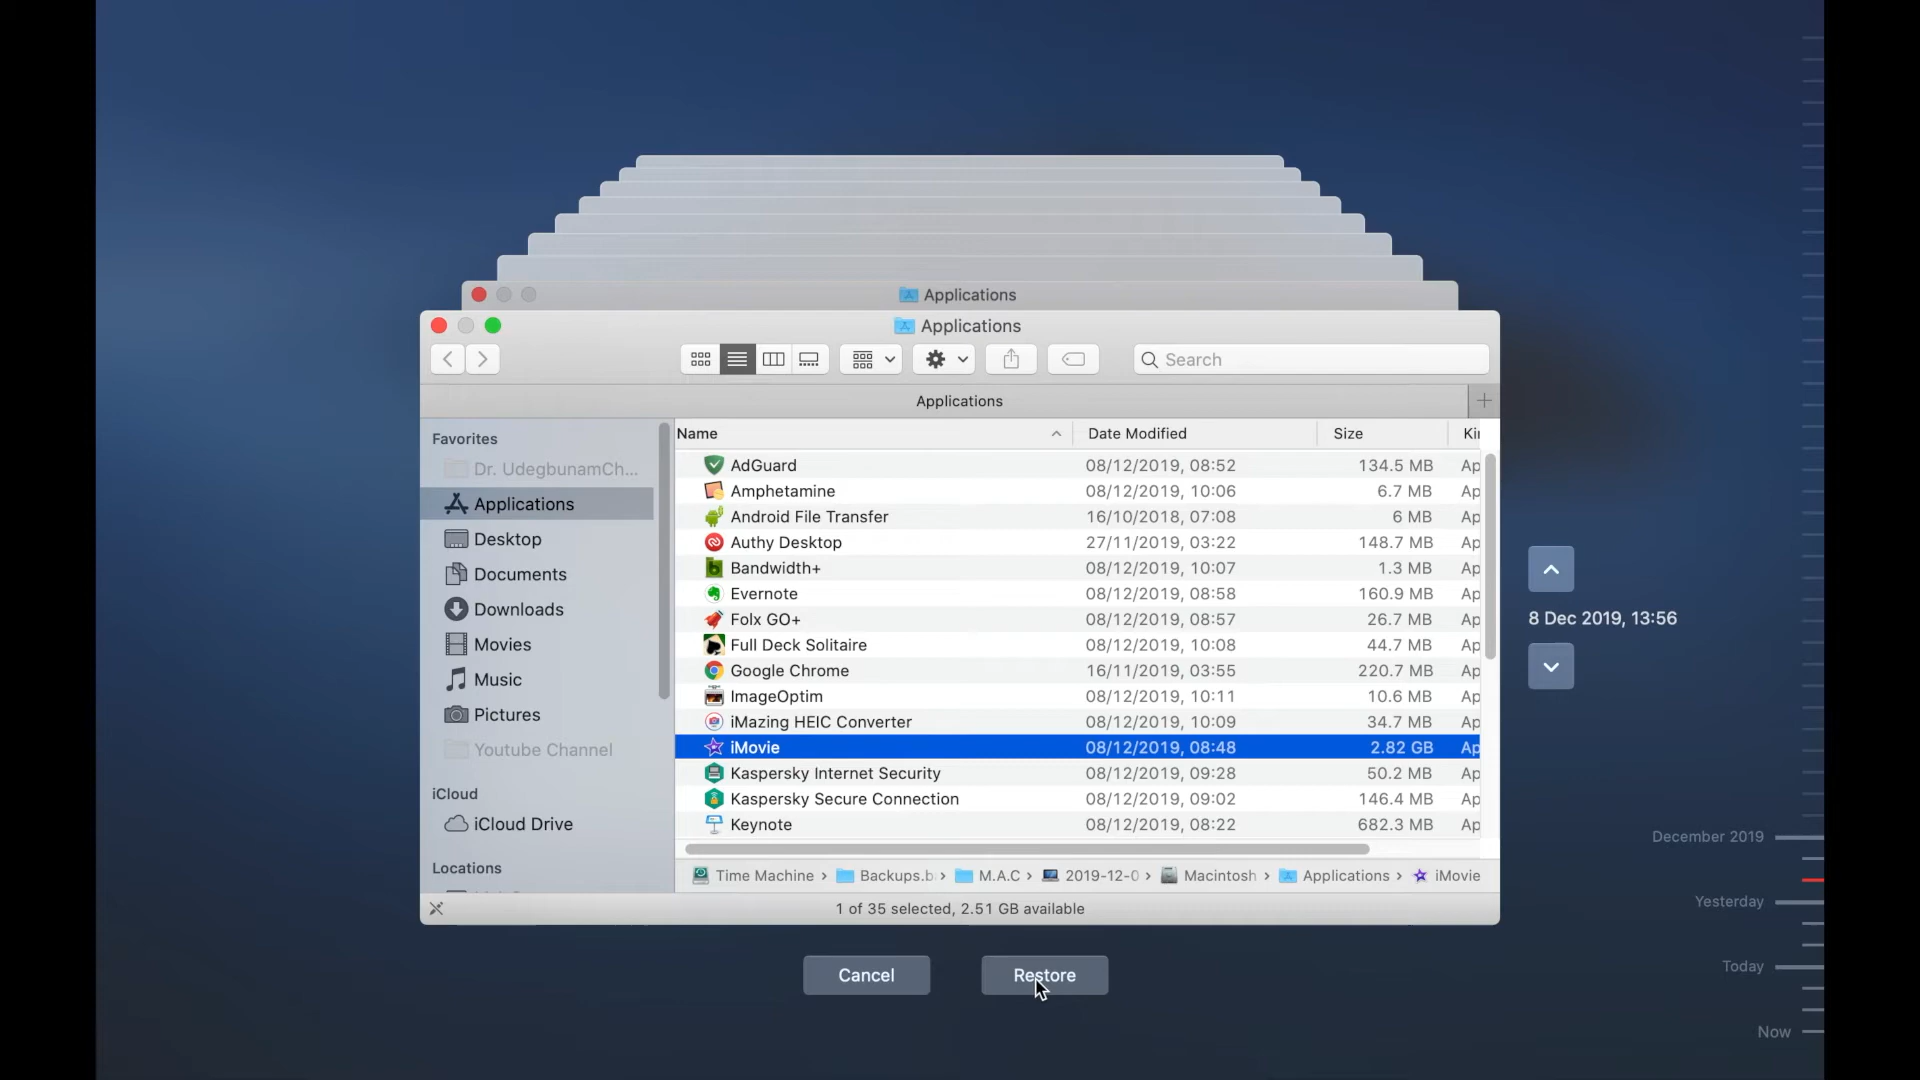 Applications
Applications
Search
Applications
Favorites
Dr. UdegbunamCh...
Applications
Desktop
Documents
Downloads
Movies
Music
Pictures
Youtube Channel
iCloud
iCloud Drive
Locations
Name Date Modified Size Ki
AdGuard 08/12/2019, 08:52 134.5 MB Ap
Amphetamine 08/12/2019, 10:06 6.7 MB Ap
Android File Transfer 16/10/2018, 07:08 6 MB Ap
Authy Desktop 27/11/2019, 03:22 148.7 MB Ap
Bandwidth+ 08/12/2019, 10:07 1.3 MB Ap
Evernote 08/12/2019, 08:58 160.9 MB Ap
Folx GO+ 08/12/2019, 08:57 26.7 MB Ap
Full Deck Solitaire 08/12/2019, 10:08 44.7 MB Ap
Google Chrome 16/11/2019, 03:55 220.7 MB Ap
ImageOptim 08/12/2019, 10:11 10.6 MB Ap
iMazing HEIC Converter 08/12/2019, 10:09 34.7 MB Ap
iMovie 08/12/2019, 08:48 2.82 GB Ap
Kaspersky Internet Security 08/12/2019, 09:28 50.2 MB Ap
Kaspersky Secure Connection 08/12/2019, 09:02 146.4 MB Ap
Keynote 08/12/2019, 08:22 682.3 MB Ap
Time Machine › Backups.b › M.A.C › 2019-12-0 › Macintosh › Applications › iMovie
1 of 35 selected, 2.51 GB available
Cancel
Restore
8 Dec 2019, 13:56
December 2019
Yesterday
Today
Now